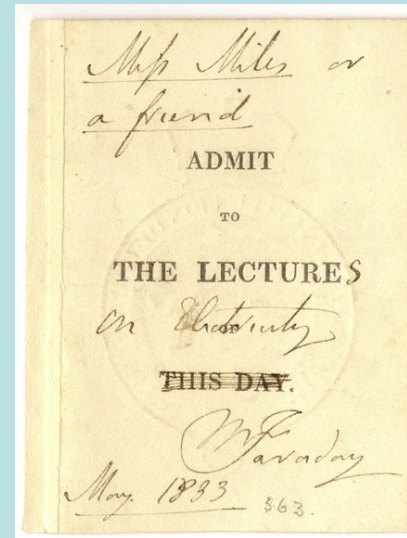 Miss Miles or
a friend
ADMIT
TO
THE LECTURES
on Electricity
THIS DAY.
M Faraday
May. 1833 563.